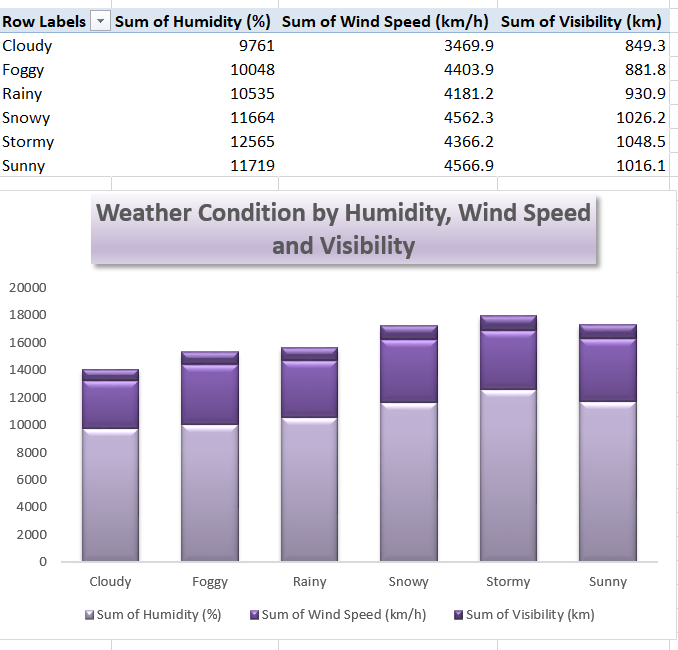 Row Labels Sum of Humidity (%) Sum of Wind Speed (km/h) Sum of Visibility (km)
Cloudy 9761 3469.9 849.3
Foggy 10048 4403.9 881.8
Rainy 10535 4181.2 930.9
Snowy 11664 4562.3 1026.2
Stormy 12565 4366.2 1048.5
Sunny 11719 4566.9 1016.1
Weather Condition by Humidity, Wind Speed
and Visibility
20000
18000
16000
14000
12000
10000
8000
6000
4000
2000
0
Cloudy Foggy Rainy Snowy Stormy Sunny
Sum of Humidity (%) Sum of Wind Speed (km/h) Sum of Visibility (km)